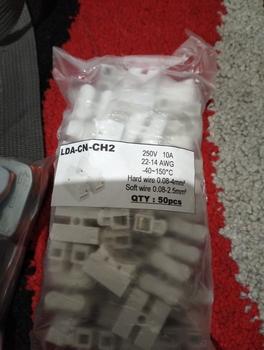 LDA-CN-CH2
250V 10A
22-14 AWG
-40~150°C
Hard wire 0.08-4mm²
Soft wire 0.08-2.5mm²
QTY : 50pcs